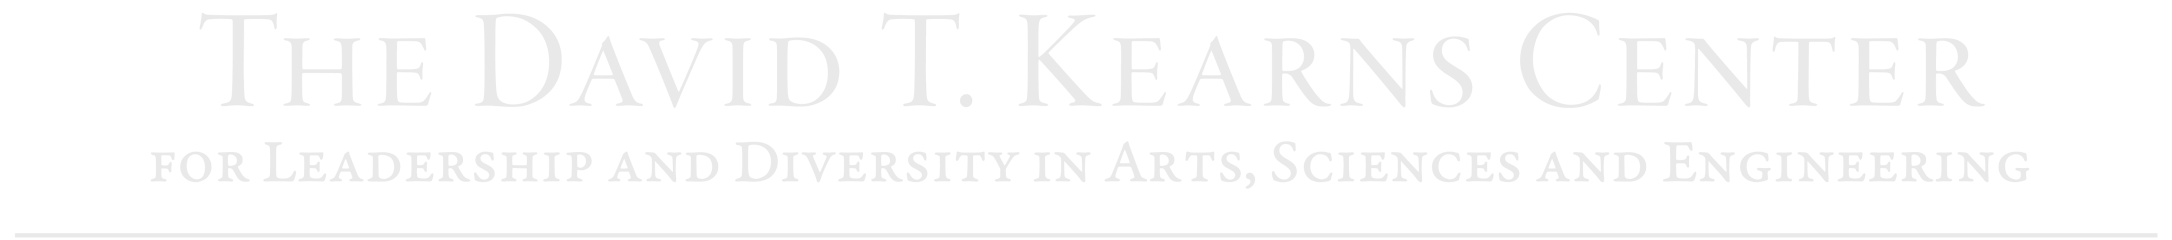 The David T. Kearns Center
for Leadership and Diversity in Arts, Sciences and Engineering